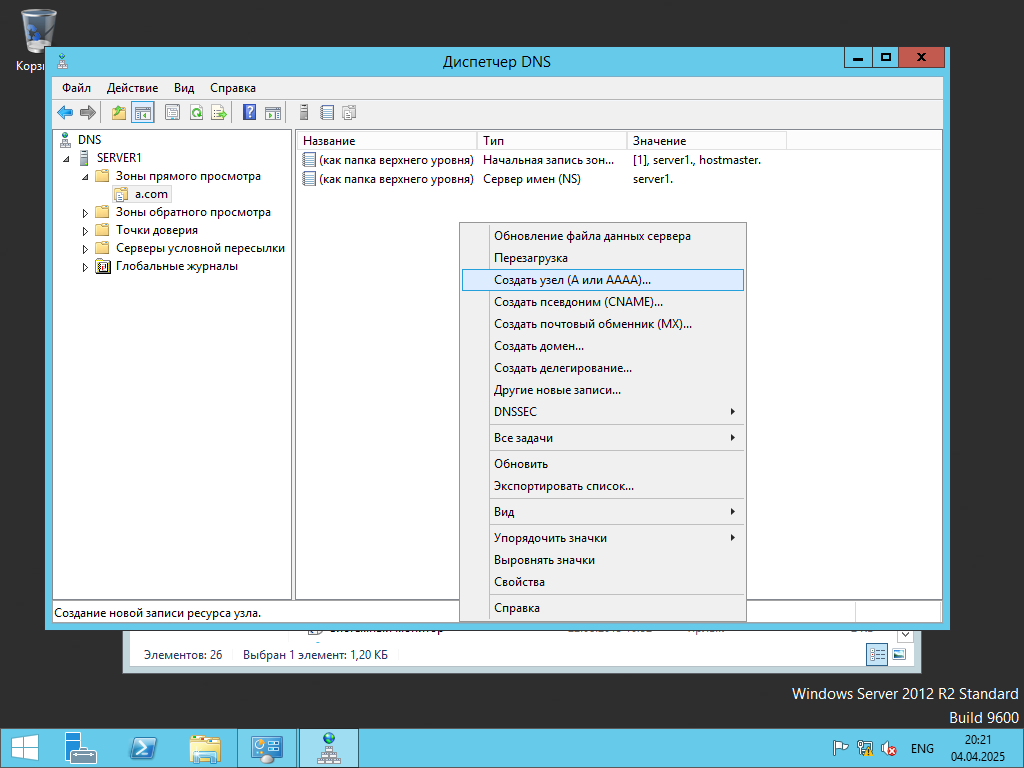 Корзи
Диспетчер DNS
Файл Действие Вид Справка
DNS
SERVER1
Зоны прямого просмотра
a.com
Зоны обратного просмотра
Точки доверия
Серверы условной пересылки
Глобальные журналы
Название Тип Значение
(как папка верхнего уровня) Начальная запись зон... [1], server1., hostmaster.
(как папка верхнего уровня) Сервер имен (NS) server1.
Обновление файла данных сервера
Перезагрузка
Создать узел (A или AAAA)...
Создать псевдоним (CNAME)...
Создать почтовый обменник (MX)...
Создать домен...
Создать делегирование...
Другие новые записи...
DNSSEC
Все задачи
Обновить
Экспортировать список...
Вид
Упорядочить значки
Выровнять значки
Свойства
Справка
Создание новой записи ресурса узла.
Элементов: 26 Выбран 1 элемент: 1,20 КБ
Windows Server 2012 R2 Standard
Build 9600
ENG
20:21
04.04.2025